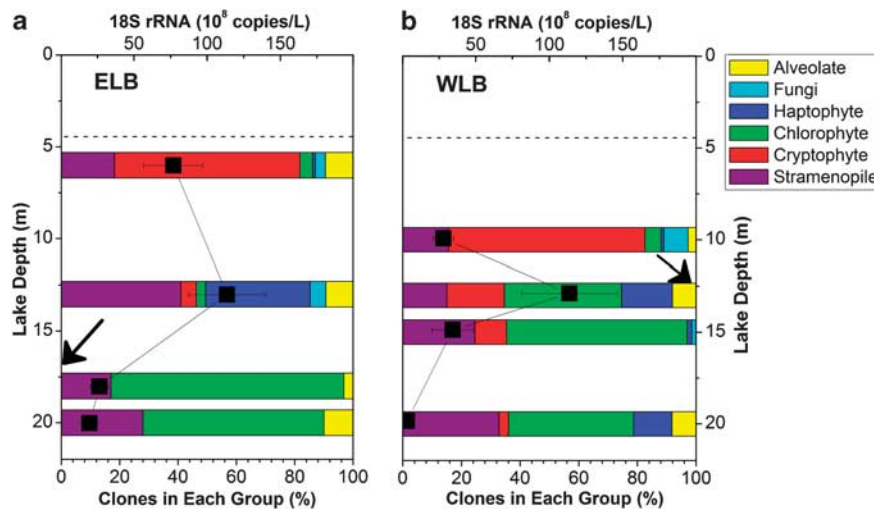 a
18S rRNA (10⁸ copies/L)
0 50 100 150
ELB
0
5
10
15
20
Lake Depth (m)
0 20 40 60 80 100
Clones in Each Group (%)
b
18S rRNA (10⁸ copies/L)
0 50 100 150
WLB
0
5
10
15
20
Lake Depth (m)
0 20 40 60 80 100
Clones in Each Group (%)
Alveolate
Fungi
Haptophyte
Chlorophyte
Cryptophyte
Stramenopile